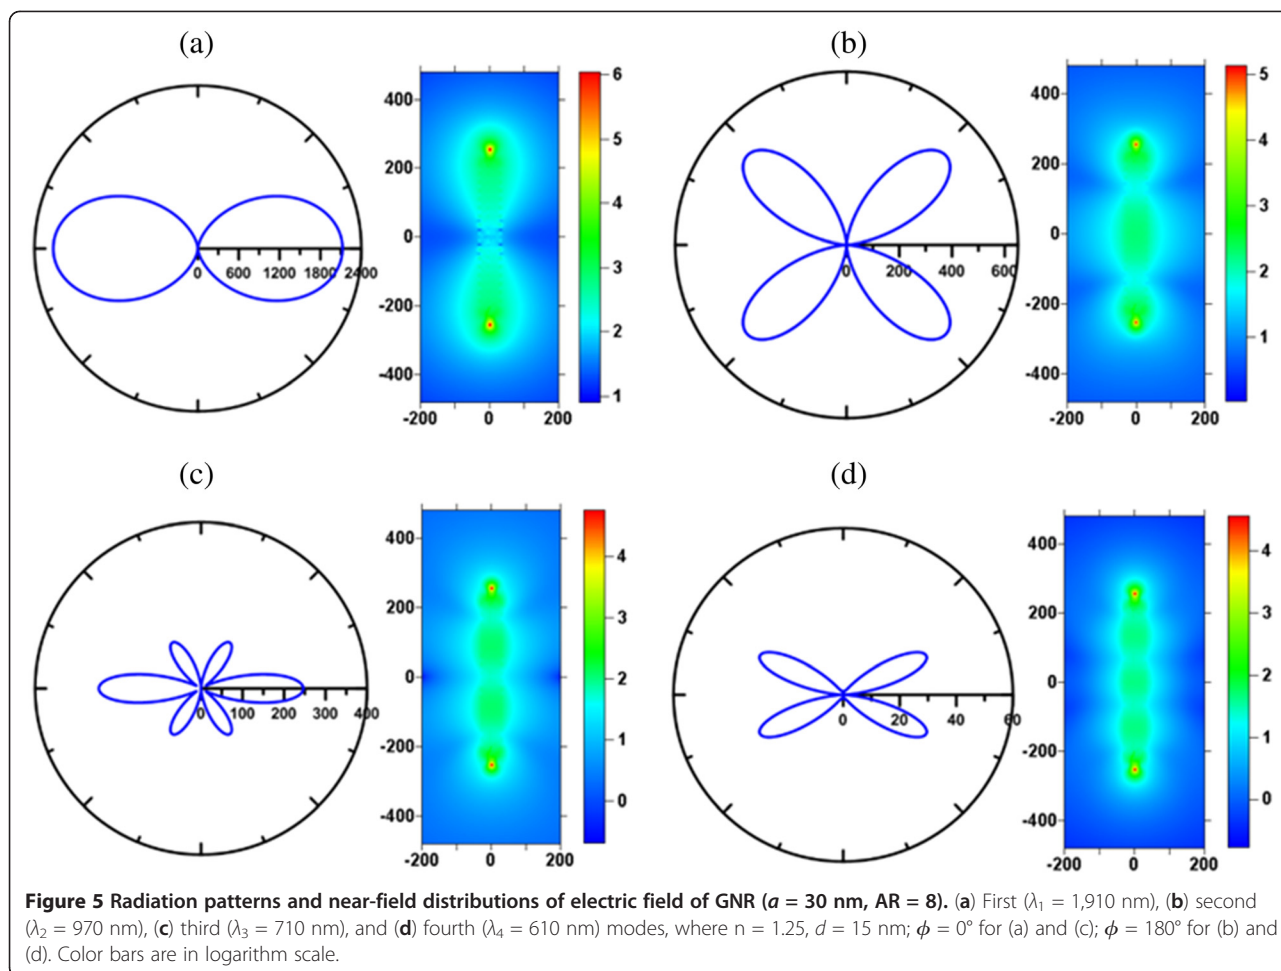 (a)
(b)
6
5
4
3
2
1
400
200
0
-200
-400
-200 0 200
0 600 1200 1800 2400
5
4
3
2
1
400
200
0
-200
-400
-200 0 200
0 200 400 600
(c)
(d)
4
3
2
1
0
400
200
0
-200
-400
-200 0 200
0 100 200 300 400
4
3
2
1
0
400
200
0
-200
-400
-200 0 200
0 20 40 60
Figure 5 Radiation patterns and near-field distributions of electric field of GNR (a = 30 nm, AR = 8). (a) First (λ1 = 1,910 nm), (b) second
(λ2 = 970 nm), (c) third (λ3 = 710 nm), and (d) fourth (λ4 = 610 nm) modes, where n = 1.25, d = 15 nm; ϕ = 0° for (a) and (c); ϕ = 180° for (b) and
(d). Color bars are in logarithm scale.